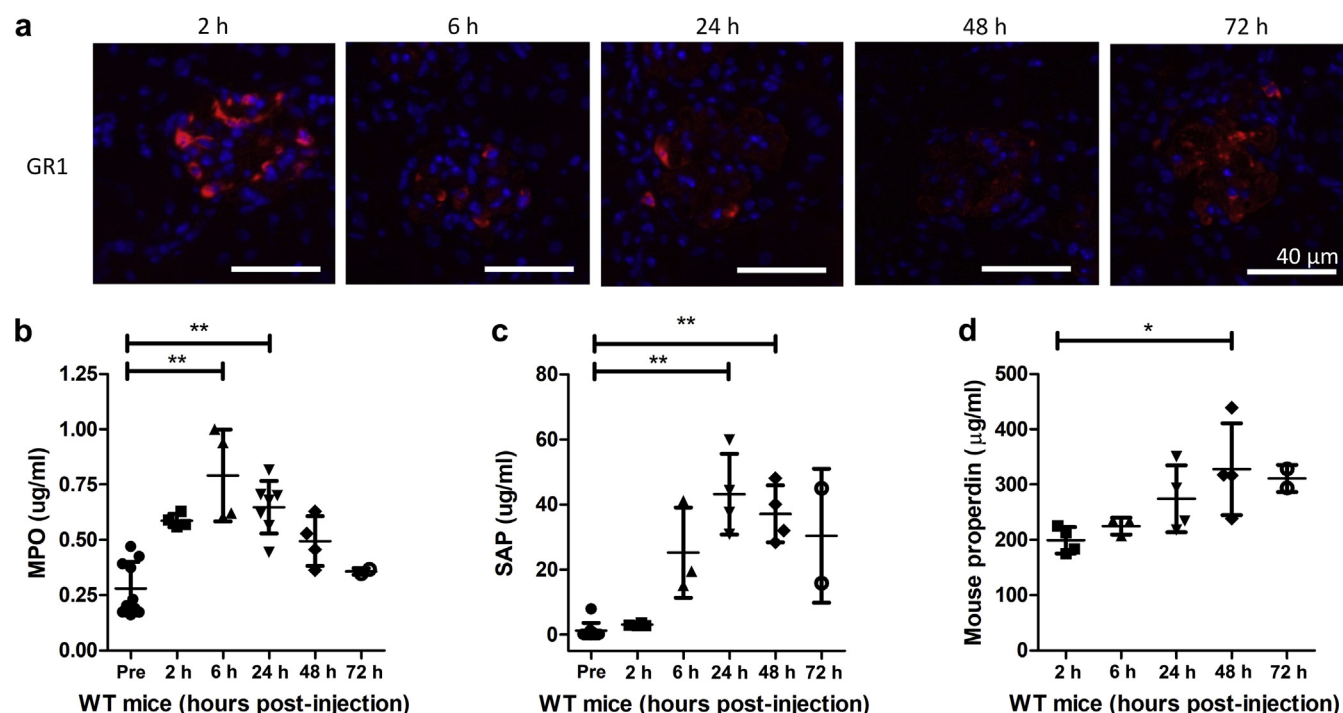 a
2 h
6 h
24 h
48 h
72 h
GR1
40 µm
b
**
**
1.25
1.00
0.75
0.50
0.25
0.00
MPO (ug/ml)
Pre
2 h
6 h
24 h
48 h
72 h
WT mice (hours post-injection)
c
**
**
80
60
40
20
0
SAP (ug/ml)
Pre
2 h
6 h
24 h
48 h
72 h
WT mice (hours post-injection)
d
*
500
400
300
200
100
0
Mouse properdin (µg/ml)
2 h
6 h
24 h
48 h
72 h
WT mice (hours post-injection)